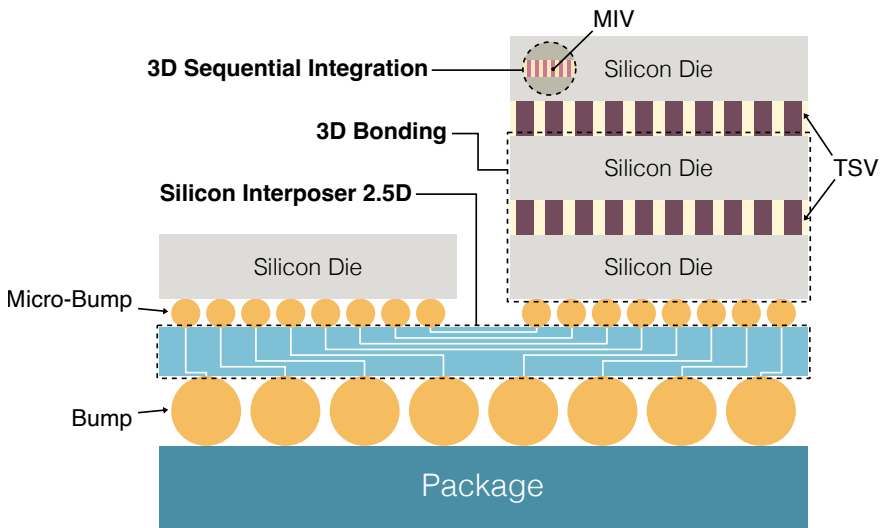 MIV
3D Sequential Integration
Silicon Die
3D Bonding
Silicon Die
TSV
Silicon Interposer 2.5D
Silicon Die
Silicon Die
Micro-Bump
Bump
Package